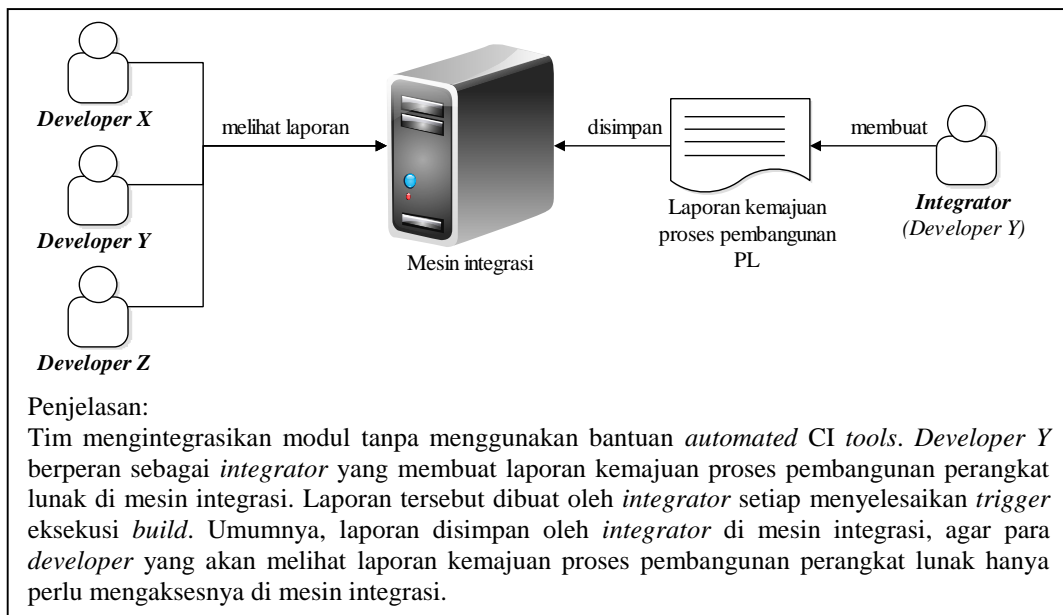 Developer X
melihat laporan
disimpan
membuat
Developer Y
Integrator
(Developer Y)
Laporan kemajuan
proses pembangunan
PL
Mesin integrasi
Developer Z
Penjelasan:
Tim mengintegrasikan modul tanpa menggunakan bantuan automated CI tools. Developer Y
berperan sebagai integrator yang membuat laporan kemajuan proses pembangunan perangkat
lunak di mesin integrasi. Laporan tersebut dibuat oleh integrator setiap menyelesaikan trigger
eksekusi build. Umumnya, laporan disimpan oleh integrator di mesin integrasi, agar para
developer yang akan melihat laporan kemajuan proses pembangunan perangkat lunak hanya
perlu mengaksesnya di mesin integrasi.